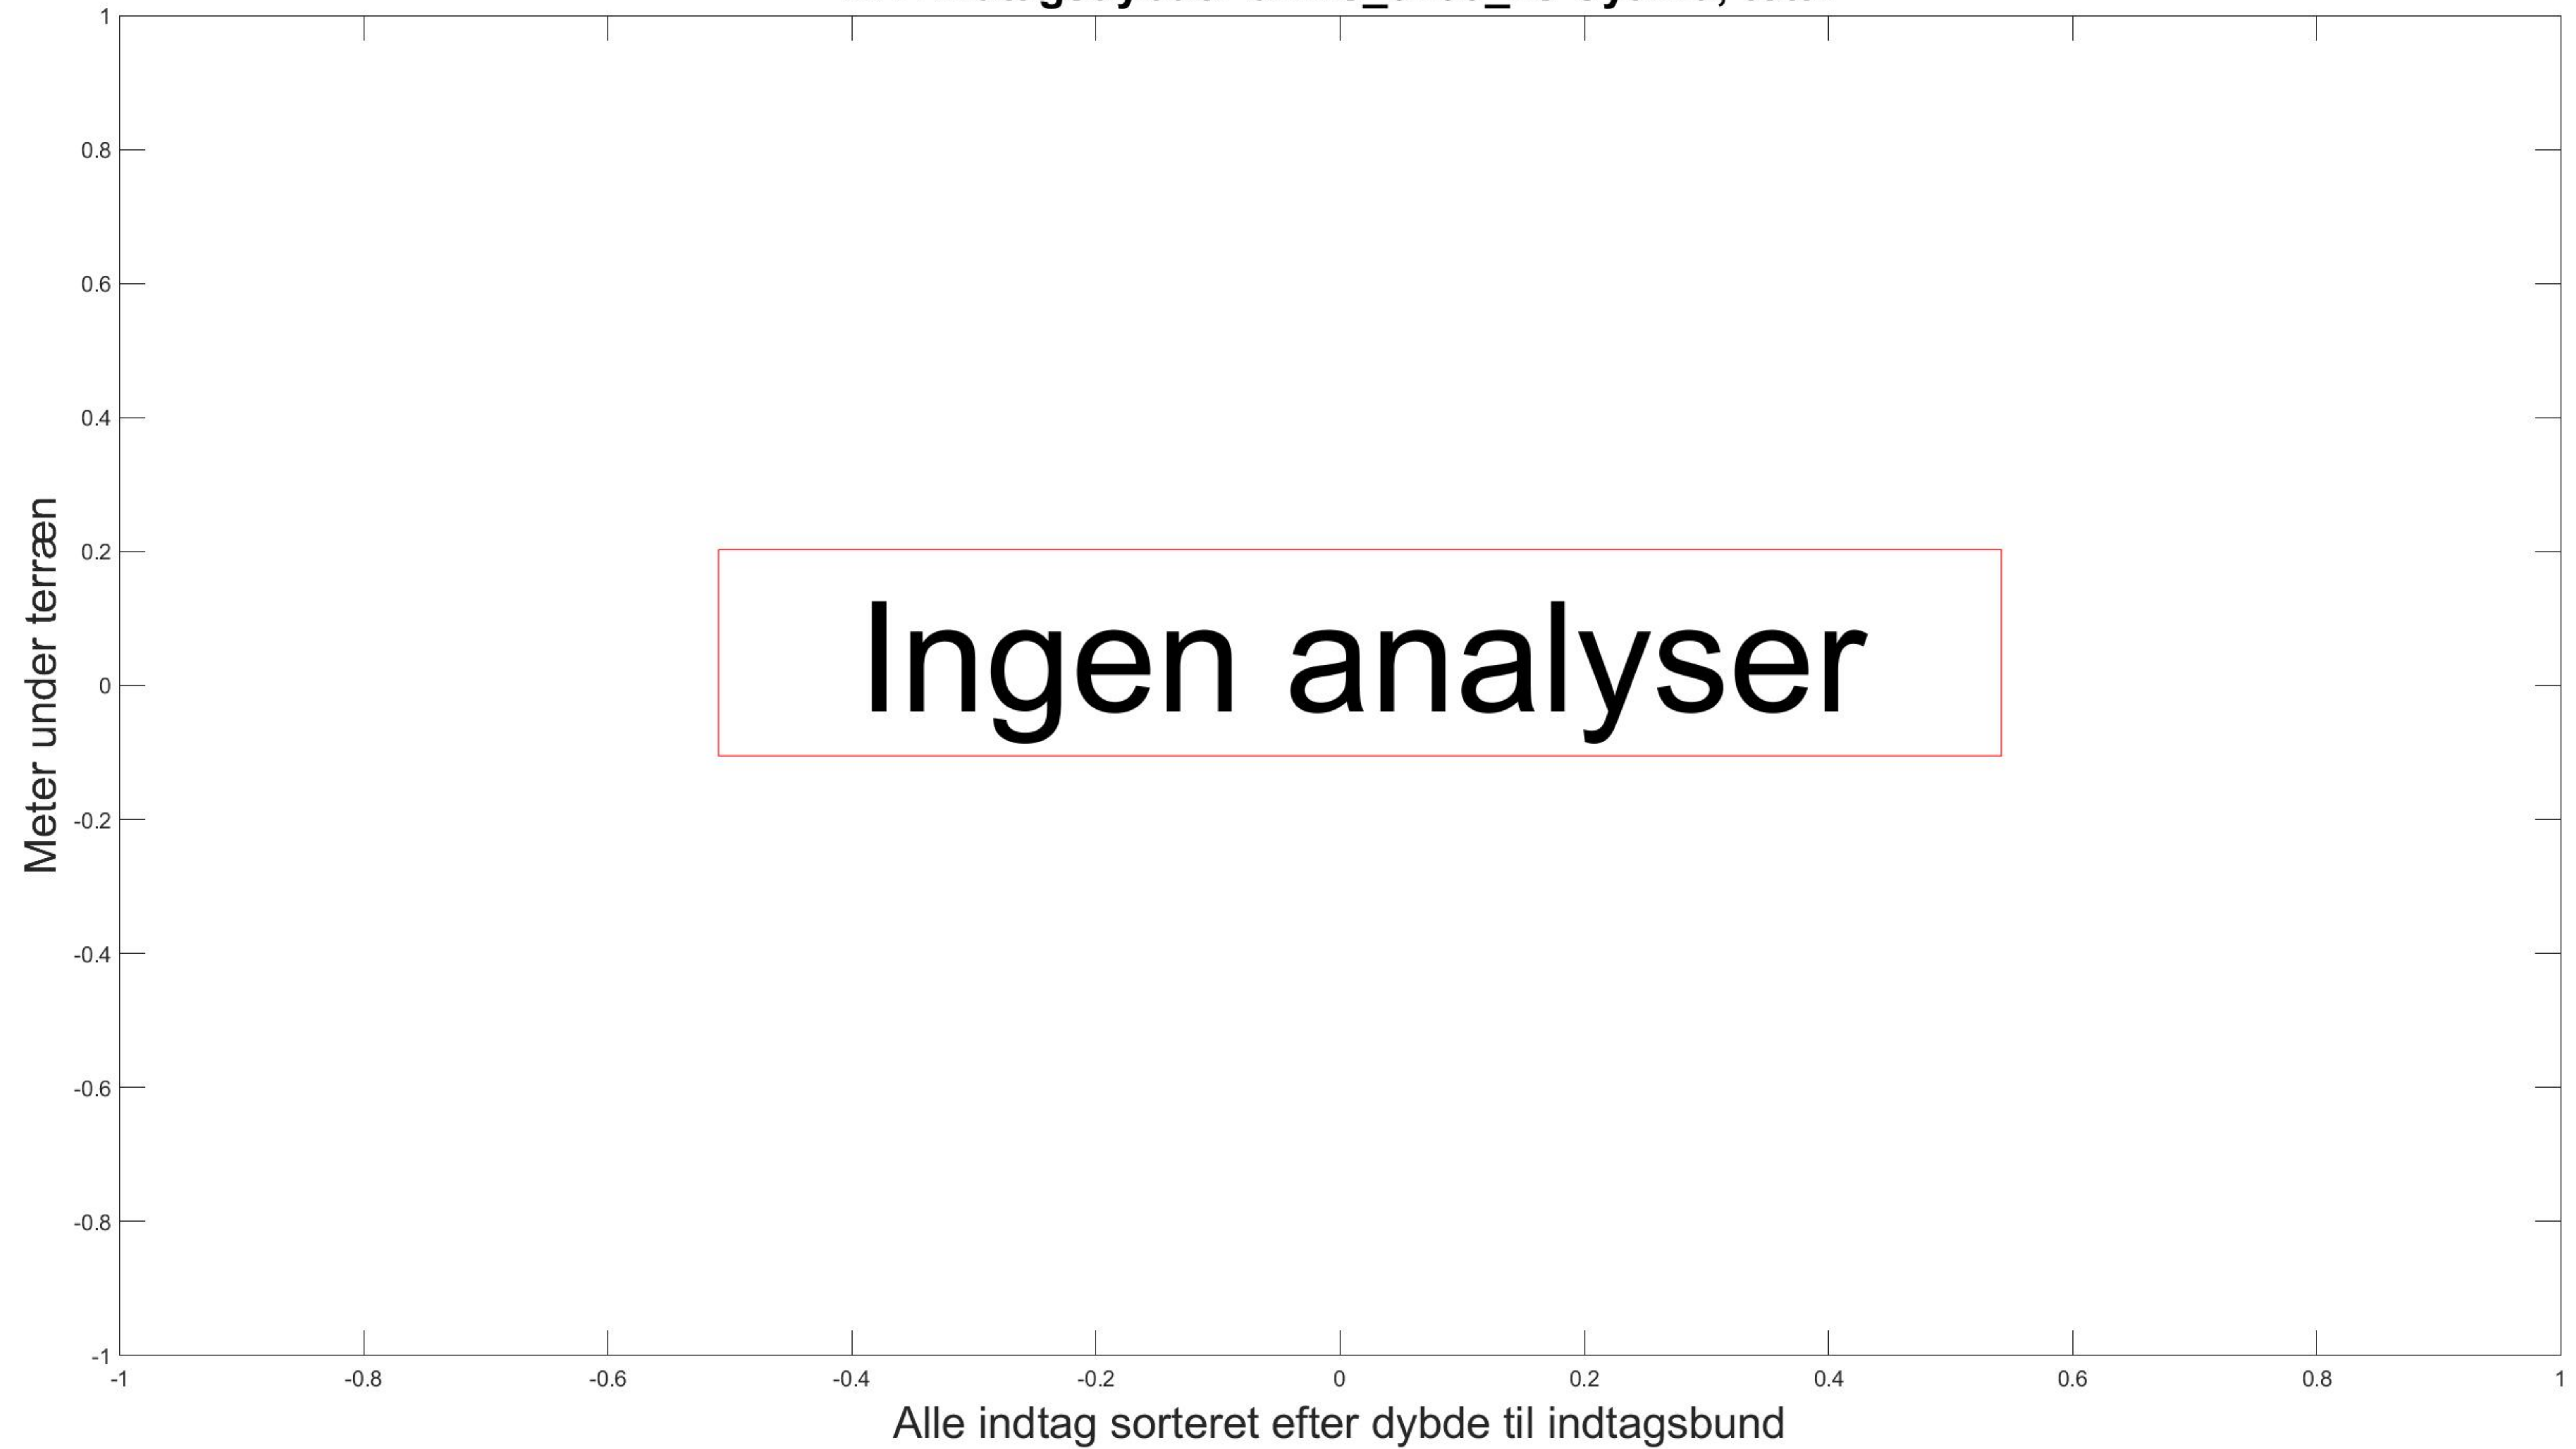 1
0.8
0.6
0.4
0.2
0
-0.2
-0.4
-0.6
-0.8
-1
Meter under terræn
Ingen analyser
-1 -0.8 -0.6 -0.4 -0.2 0 0.2 0.4 0.6 0.8 1
Alle indtag sorteret efter dybde til indtagsbund